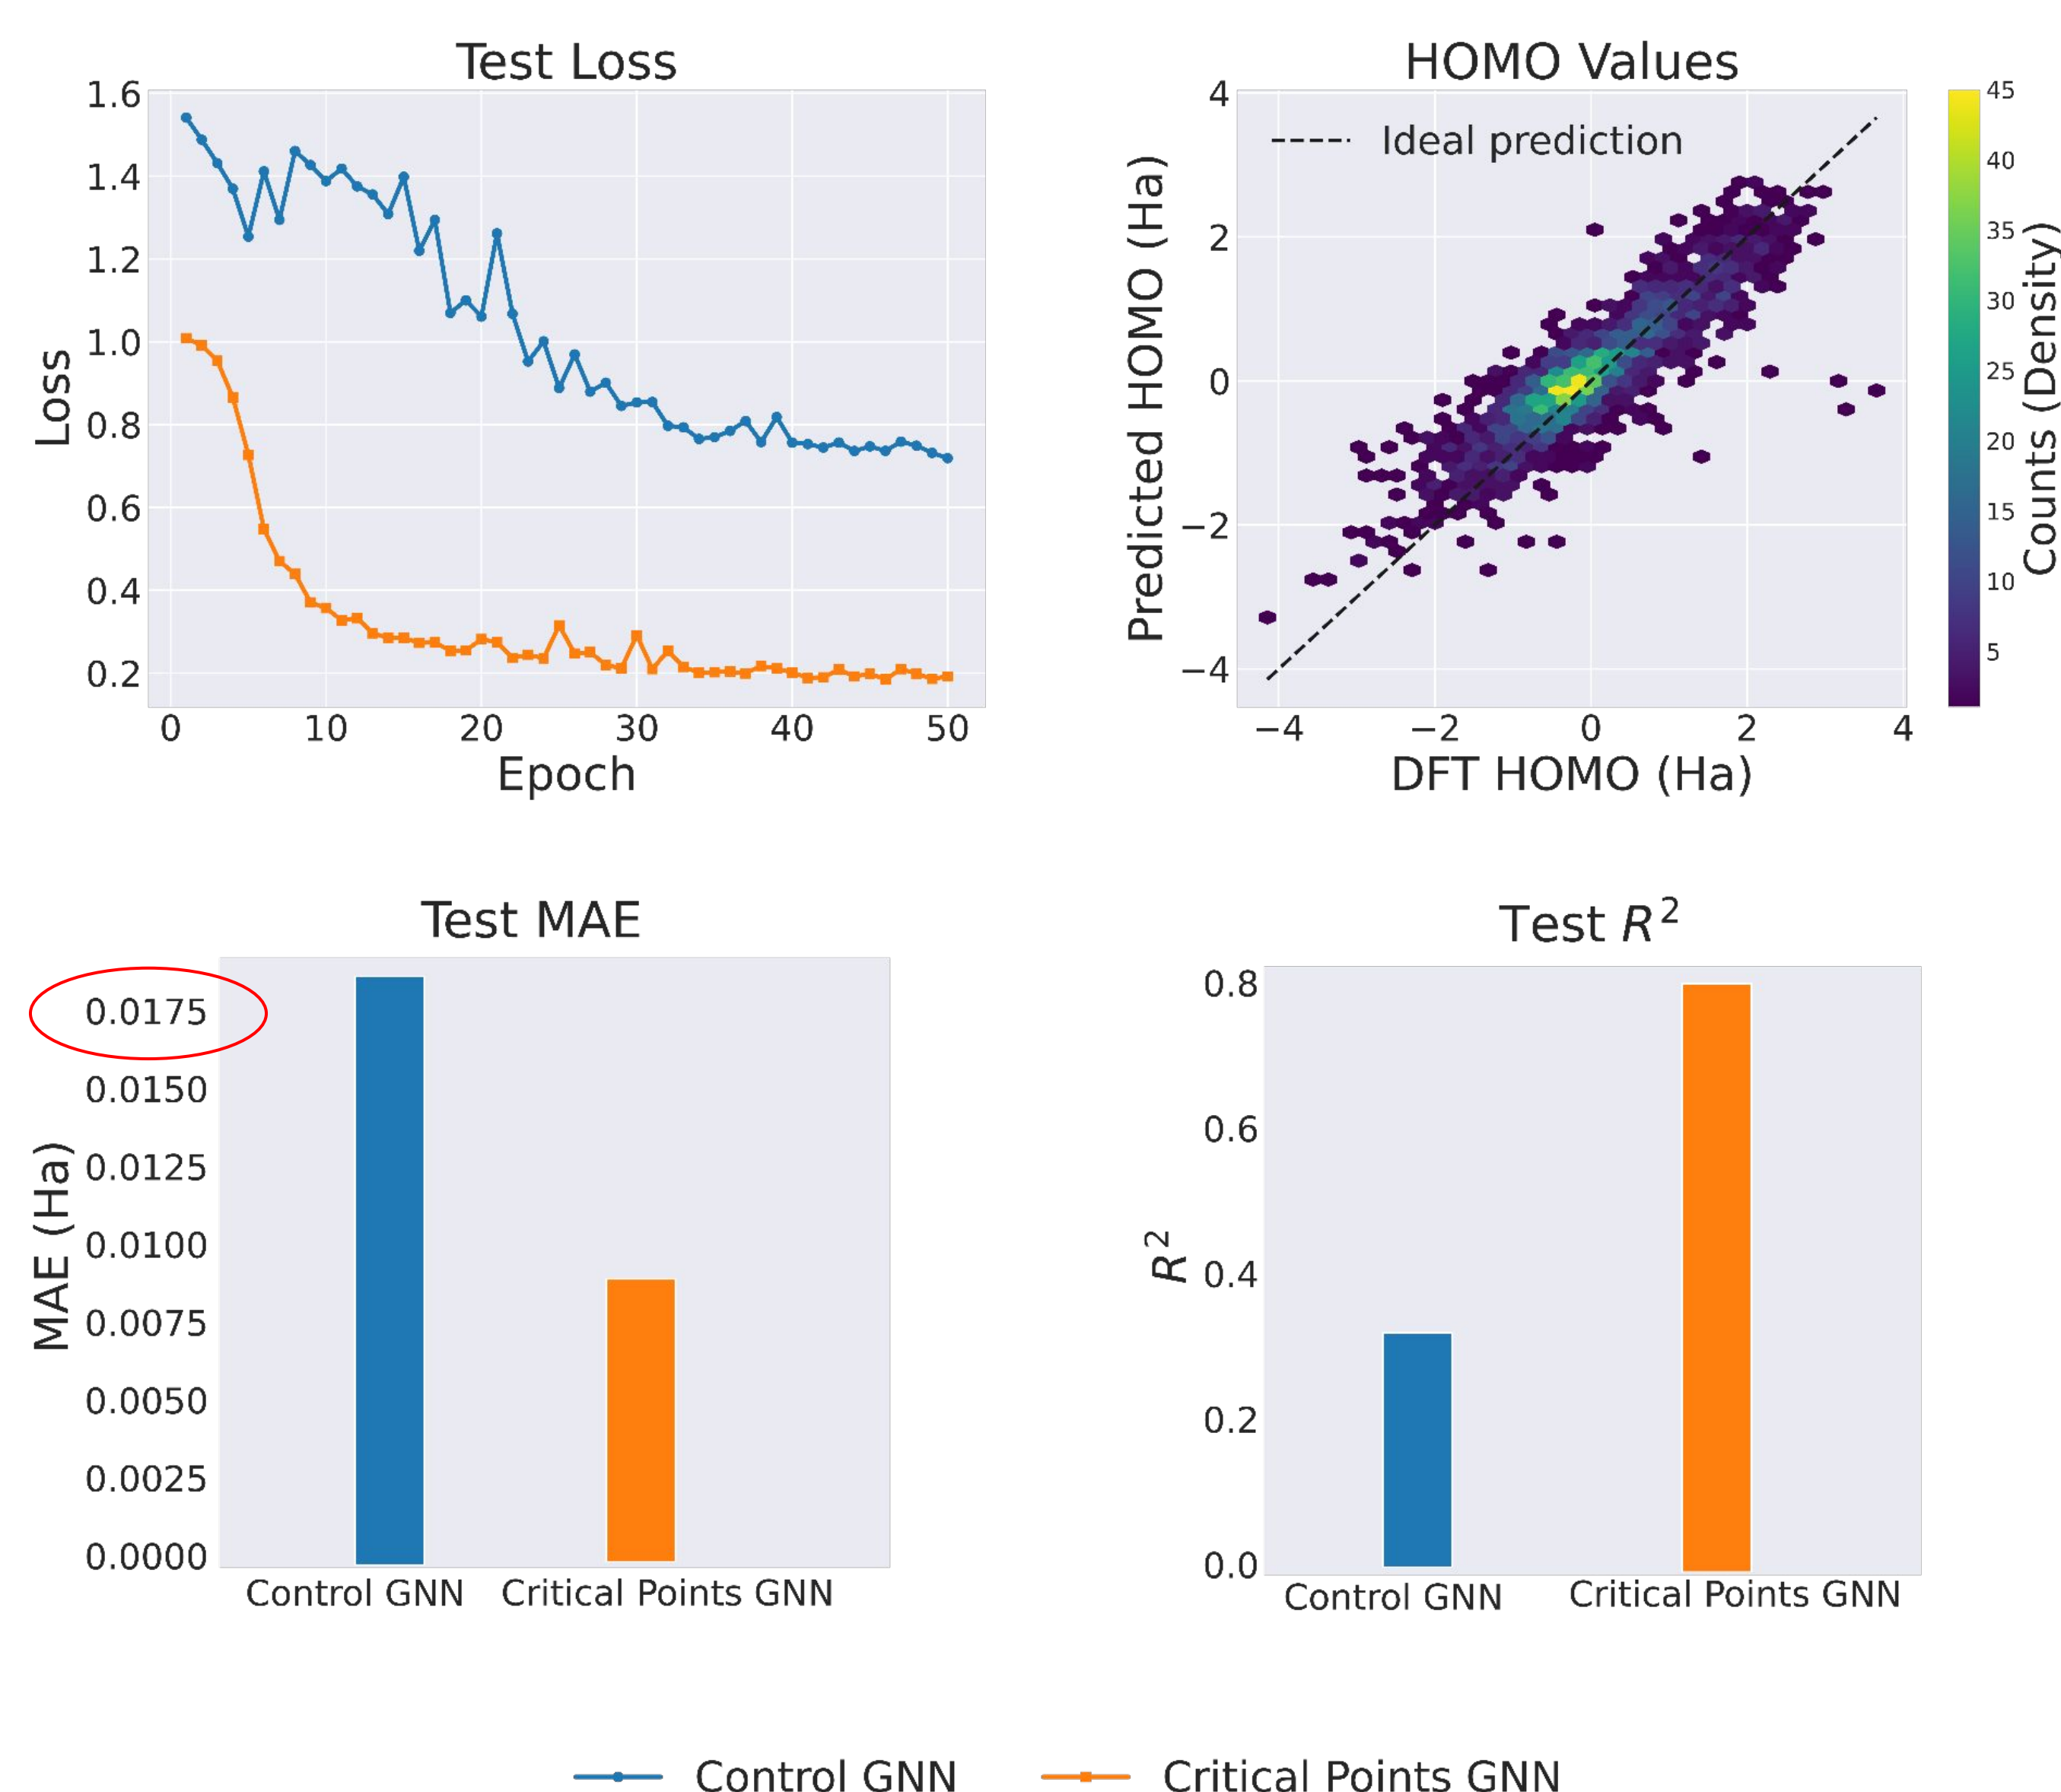 Test Loss
1.6
1.4
1.2
1.0
0.8
0.6
0.4
0.2
Loss
0 10 20 30 40 50
Epoch
HOMO Values
Ideal prediction
4
2
0
−2
−4
Predicted HOMO (Ha)
−4 −2 0 2 4
DFT HOMO (Ha)
45
40
35
30
25
20
15
10
5
Counts (Density)
Test MAE
0.0175
0.0150
0.0125
0.0100
0.0075
0.0050
0.0025
0.0000
MAE (Ha)
Control GNN Critical Points GNN
Test R²
0.8
0.6
0.4
0.2
0.0
R²
Control GNN Critical Points GNN
Control GNN Critical Points GNN